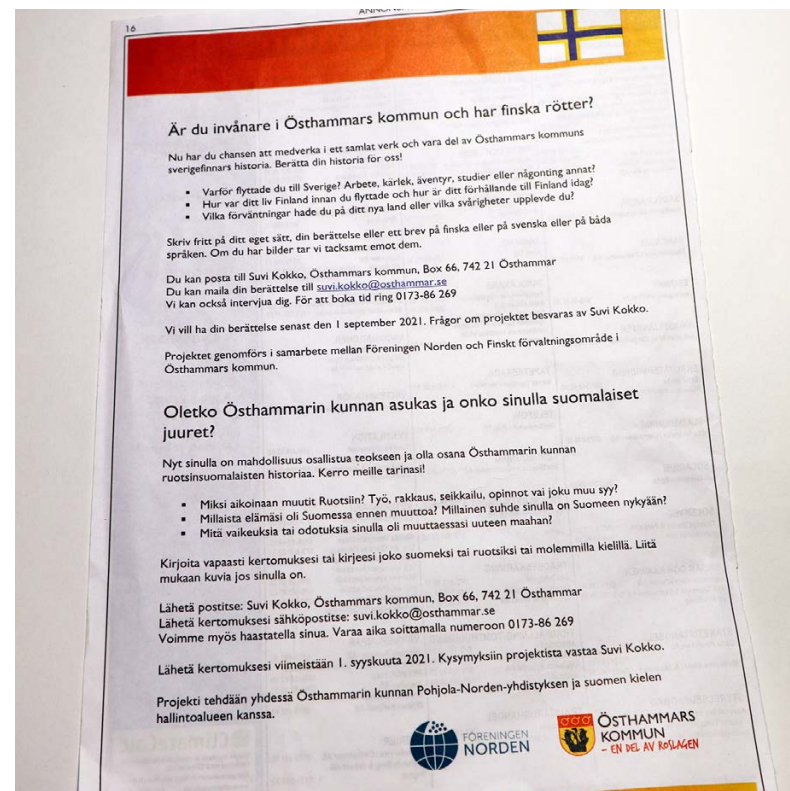 16
Är du invånare i Östhammars kommun och har finska rötter?
Nu har du chansen att medverka i ett samlat verk och vara del av Östhammars kommuns
sverigefinnars historia. Berätta din historia för oss!
▪ Varför flyttade du till Sverige? Arbete, kärlek, äventyr, studier eller någonting annat?
▪ Hur var ditt liv Finland innan du flyttade och hur är ditt förhållande till Finland idag?
▪ Vilka förväntningar hade du på ditt nya land eller vilka svårigheter upplevde du?
Skriv fritt på ditt eget sätt, din berättelse eller ett brev på finska eller på svenska eller på båda
språken. Om du har bilder tar vi tacksamt emot dem.
Du kan posta till Suvi Kokko, Östhammars kommun, Box 66, 742 21 Östhammar
Du kan maila din berättelse till suvi.kokko@osthammar.se
Vi kan också intervjua dig. För att boka tid ring 0173-86 269
Vi vill ha din berättelse senast den 1 september 2021. Frågor om projektet besvaras av Suvi Kokko.
Projektet genomförs i samarbete mellan Föreningen Norden och Finskt förvaltningsområde i
Östhammars kommun.
Oletko Östhammarin kunnan asukas ja onko sinulla suomalaiset
juuret?
Nyt sinulla on mahdollisuus osallistua teokseen ja olla osana Östhammarin kunnan
ruotsinsuomalaisten historiaa. Kerro meille tarinasi!
▪ Miksi aikoinaan muutit Ruotsiin? Työ, rakkaus, seikkailu, opinnot vai joku muu syy?
▪ Millaista elämäsi oli Suomessa ennen muuttoa? Millainen suhde sinulla on Suomeen nykyään?
▪ Mitä vaikeuksia tai odotuksia sinulla oli muuttaessasi uuteen maahan?
Kirjoita vapaasti kertomuksesi tai kirjeesi joko suomeksi tai ruotsiksi tai molemmilla kielillä. Liitä
mukaan kuvia jos sinulla on.
Lähetä postitse: Suvi Kokko, Östhammars kommun, Box 66, 742 21 Östhammar
Lähetä kertomuksesi sähköpostitse: suvi.kokko@osthammar.se
Voimme myös haastatella sinua. Varaa aika soittamalla numeroon 0173-86 269
Lähetä kertomuksesi viimeistään 1. syyskuuta 2021. Kysymyksiin projektista vastaa Suvi Kokko.
Projekti tehdään yhdessä Östhammarin kunnan Pohjola-Norden-yhdistyksen ja suomen kielen
hallintoalueen kanssa.
FÖRENINGEN
NORDEN
ÖSTHAMMARS
KOMMUN
– EN DEL AV ROSLAGEN